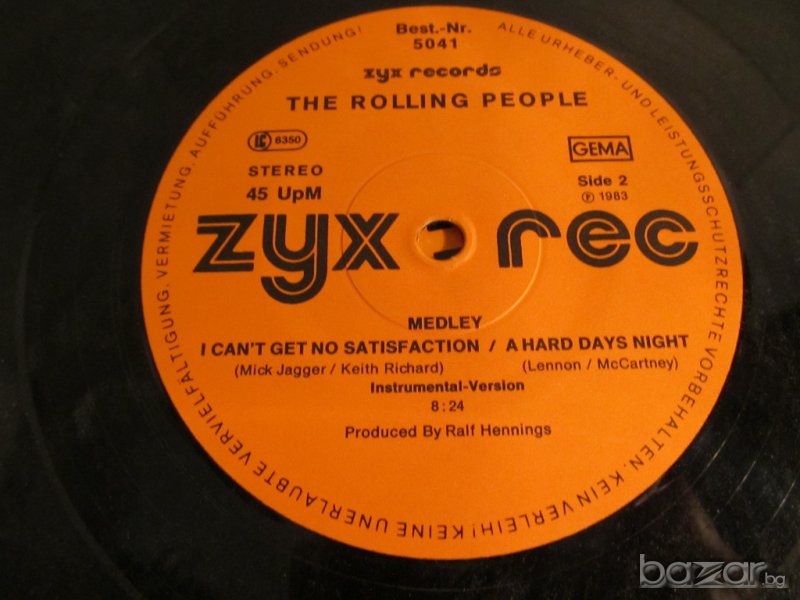 Best.-Nr.
5041
zyx records
THE ROLLING PEOPLE
LC 6350
GEMA
STEREO
45 UpM
Side 2
℗ 1983
zyx rec
MEDLEY
I CAN'T GET NO SATISFACTION / A HARD DAYS NIGHT
(Mick Jagger / Keith Richard) (Lennon / McCartney)
Instrumental-Version
8:24
Produced By Ralf Hennings
ALLE URHEBER- UND LEISTUNGSSCHUTZRECHTE VORBEHALTEN. KEIN VERLEIH! KEINE UNERLAUBTE VERVIELFÄLTIGUNG, VERMIETUNG, AUFFÜHRUNG, SENDUNG!
bazar.bg